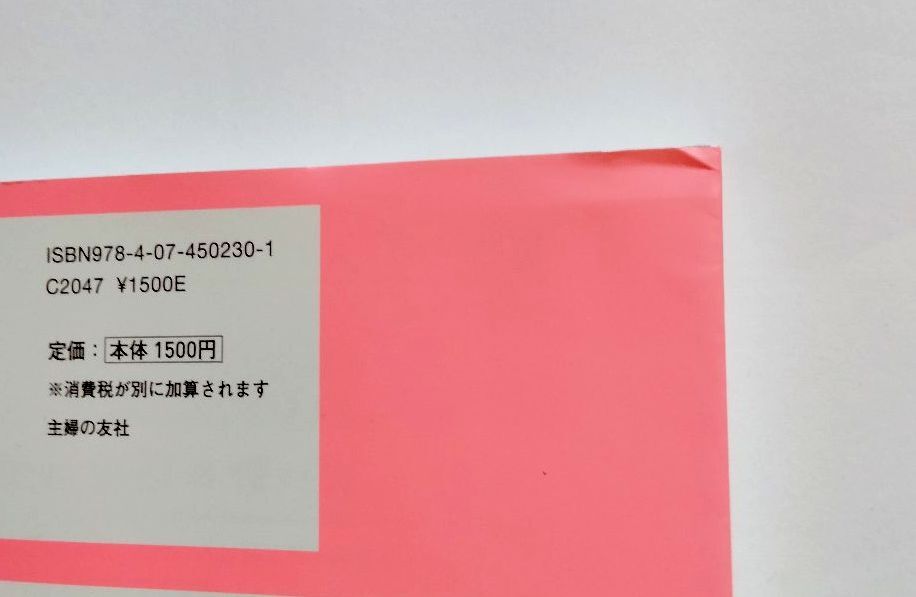 ISBN978-4-07-450230-1
C2047 ¥1500E
定価：本体1500円
※消費税が別に加算されます
主婦の友社